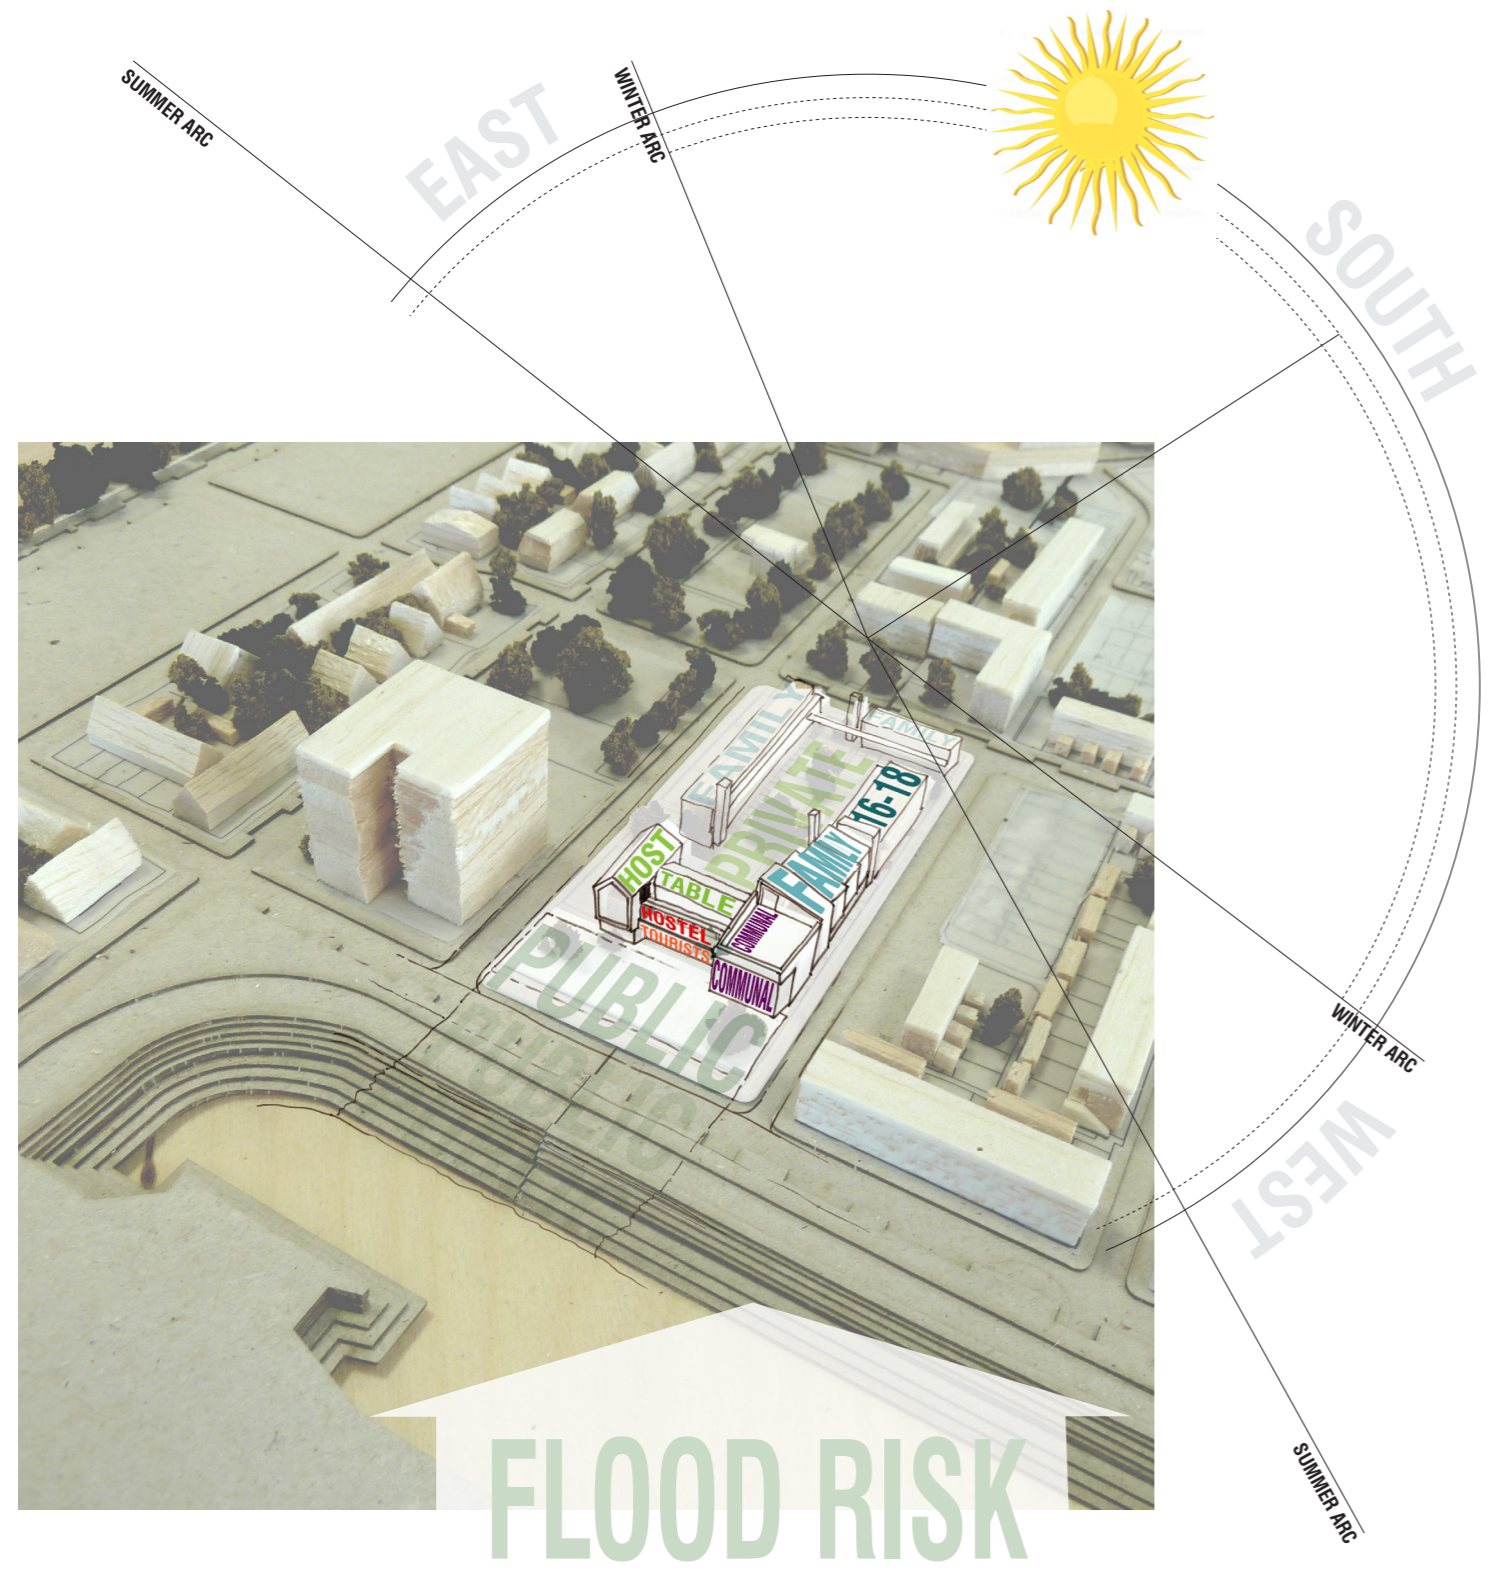 SUMMER ARC
EAST
WINTER ARC
SOUTH
FAMILY
FAMILY
PRIVATE
16-18
HOST
TABLE
FAMILY
HOSTEL
TOURISTS
COMMUNAL
COMMUNAL
PUBLIC
PUBLIC
WINTER ARC
WEST
SUMMER ARC
FLOOD RISK